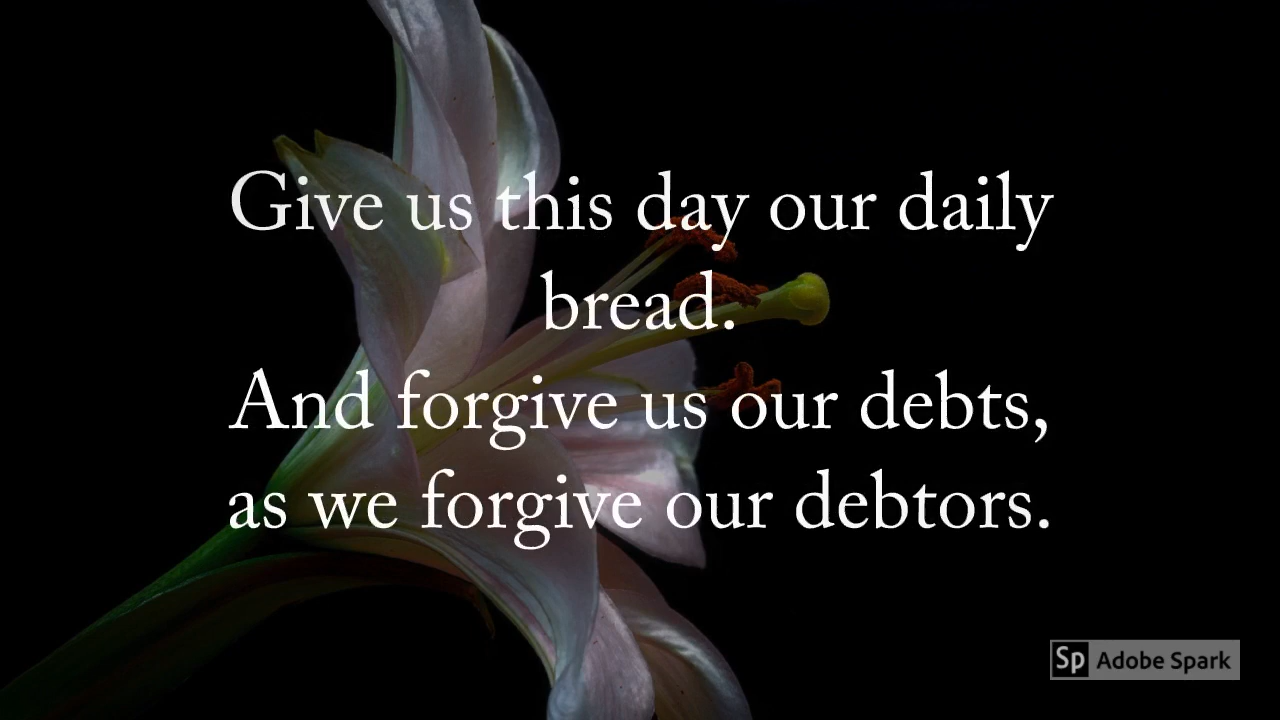 Give us this day our daily
bread.
And forgive us our debts,
as we forgive our debtors.
Sp Adobe Spark